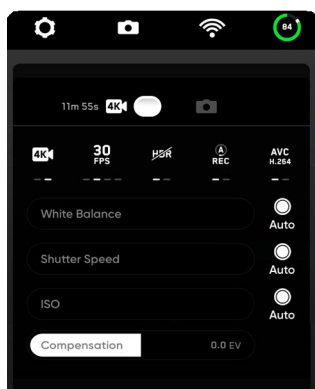 84
11m 55s 4K
4K 30 FPS HDR A REC AVC H.264
White Balance Auto
Shutter Speed Auto
ISO Auto
Compensation 0.0 EV